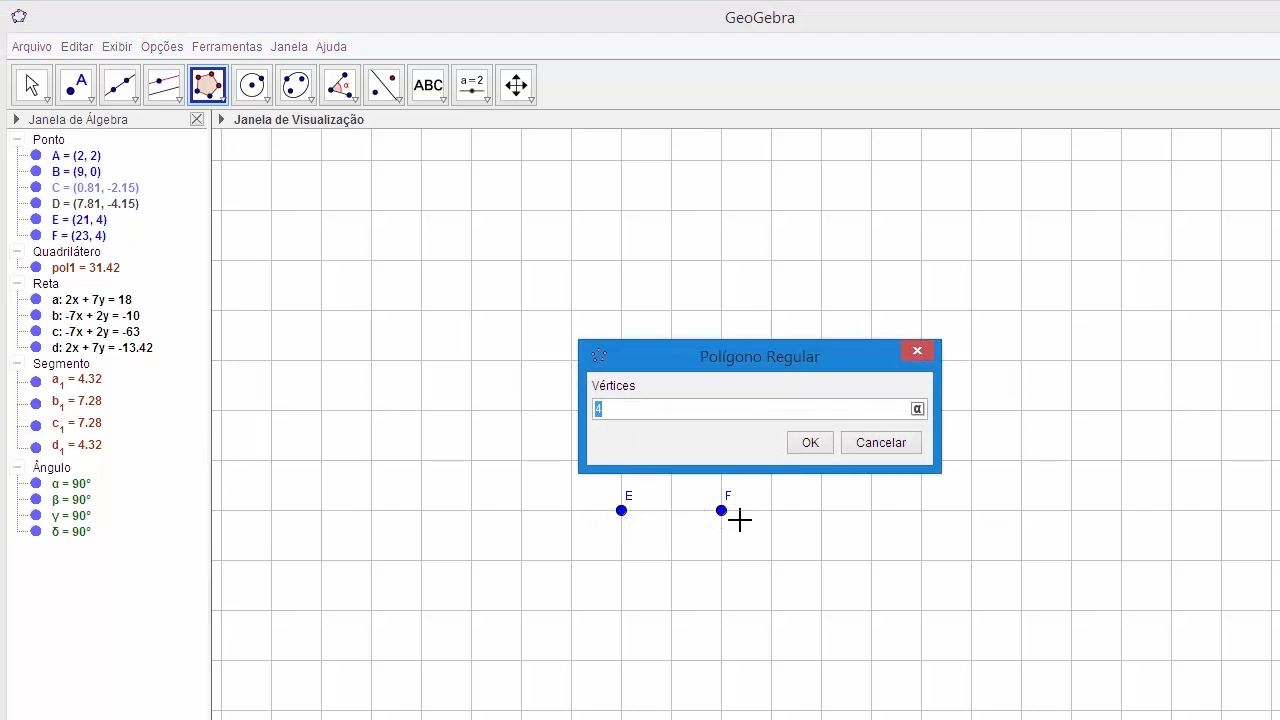 GeoGebra
Arquivo Editar Exibir Opções Ferramentas Janela Ajuda
A α ABC a=2
Janela de Álgebra
Janela de Visualização
Ponto
A = (2, 2)
B = (9, 0)
C = (0.81, -2.15)
D = (7.81, -4.15)
E = (21, 4)
F = (23, 4)
Quadrilátero
pol1 = 31.42
Reta
a: 2x + 7y = 18
b: -7x + 2y = -10
c: -7x + 2y = -63
d: 2x + 7y = -13.42
Segmento
a1 = 4.32
b1 = 7.28
c1 = 7.28
d1 = 4.32
Ângulo
α = 90°
β = 90°
γ = 90°
δ = 90°
Polígono Regular
Vértices
4 α
OK Cancelar
E F